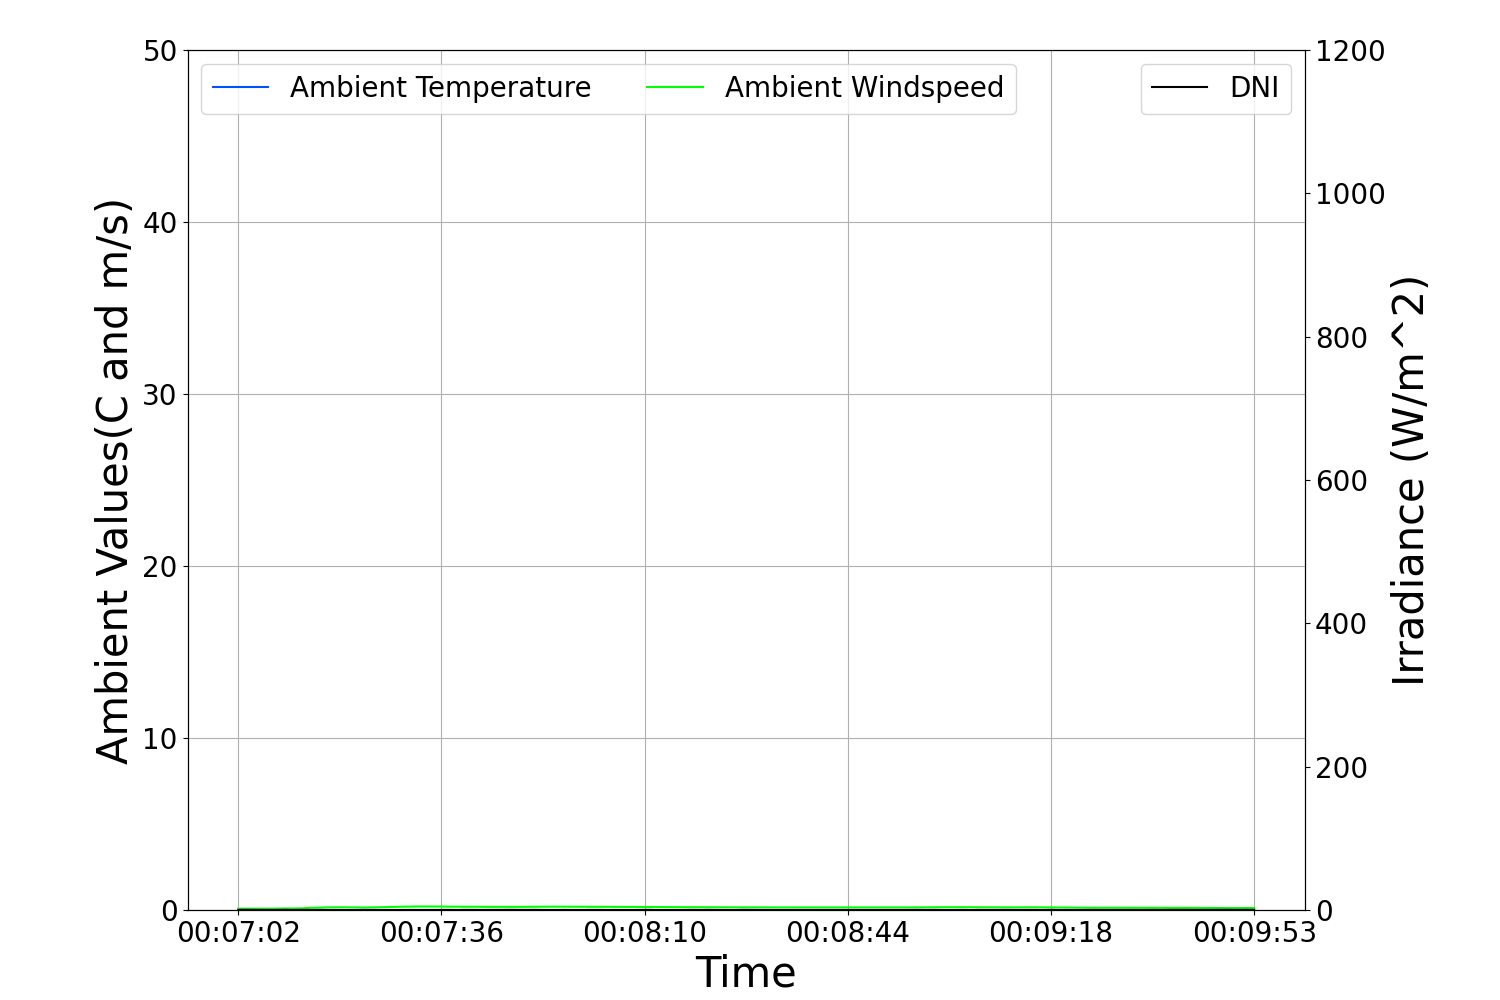 Ambient Temperature
Ambient Windspeed
DNI
50
40
30
20
10
0
1200
1000
800
600
400
200
0
Ambient Values(C and m/s)
Irradiance (W/m^2)
00:07:02 00:07:36 00:08:10 00:08:44 00:09:18 00:09:53
Time